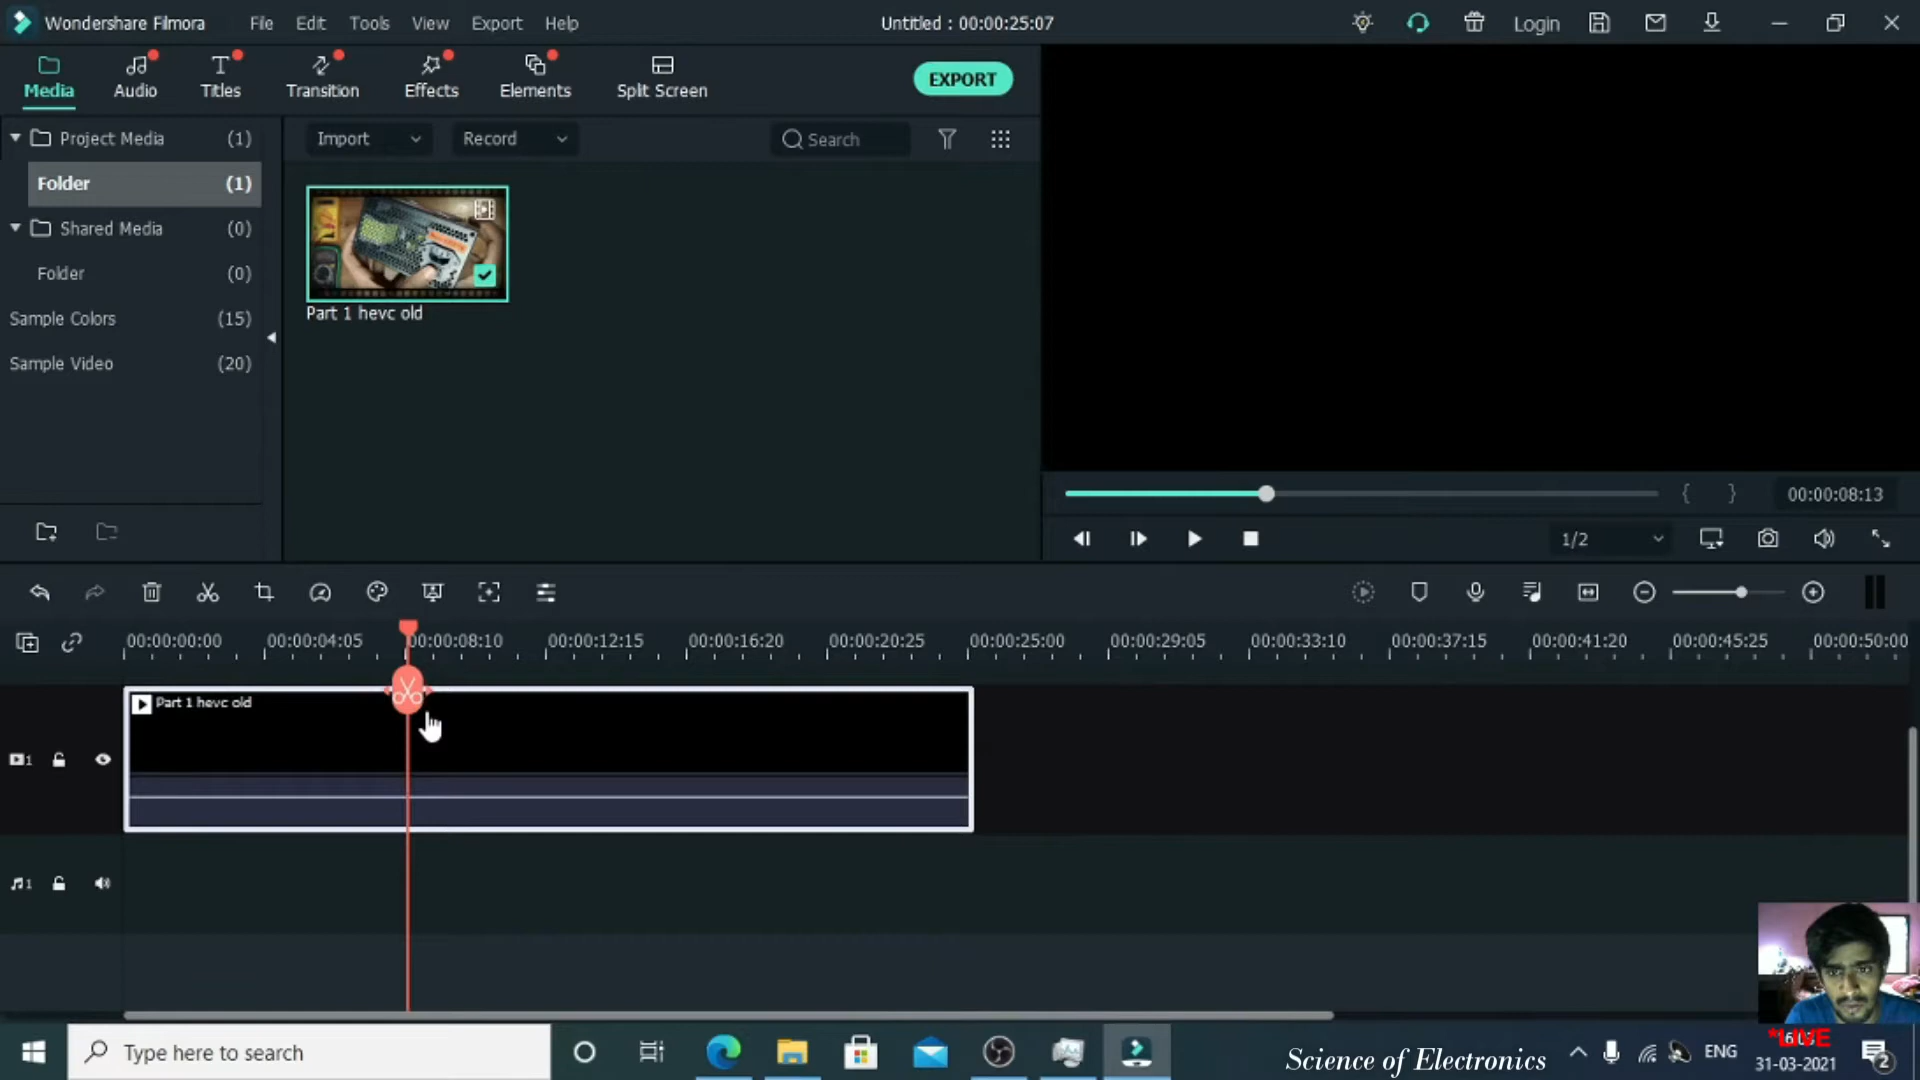 Wondershare Filmora File Edit Tools View Export Help Untitled : 00:00:25:07 Login
Media Audio Titles Transition Effects Elements Split Screen EXPORT
Project Media (1) Import Record Search
Folder (1)
Shared Media (0)
Folder (0)
Part 1 hevc old
Sample Colors (15)
Sample Video (20)
00:00:08:13
1/2
00:00:00:00 00:00:04:05 00:00:08:10 00:00:12:15 00:00:16:20 00:00:20:25 00:00:25:00 00:00:29:05 00:00:33:10 00:00:37:15 00:00:41:20 00:00:45:25 00:00:50:00
Part 1 hevc old
1
1
Type here to search
Science of Electronics
ENG
*LIVE
31-03-2021
2